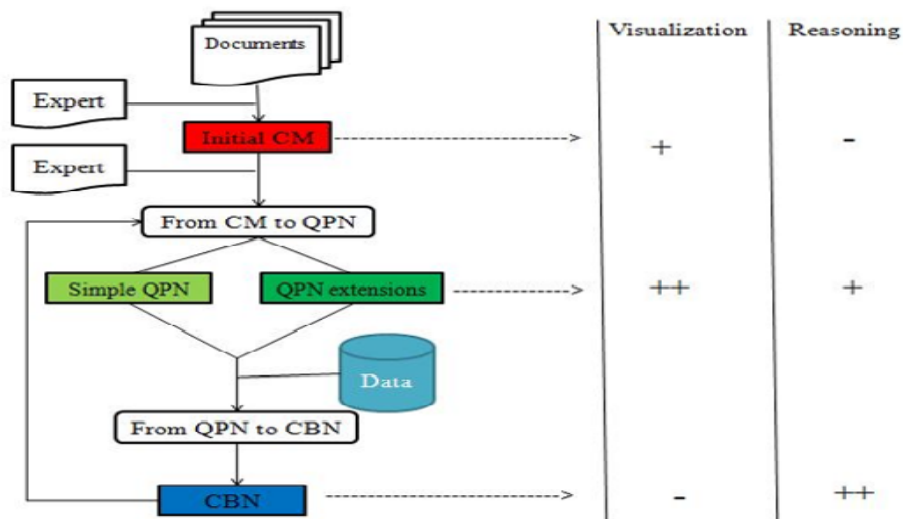 Documents
Visualization
Reasoning
Expert
Initial CM
+
-
Expert
From CM to QPN
Simple QPN
QPN extensions
++
+
Data
From QPN to CBN
CBN
-
++